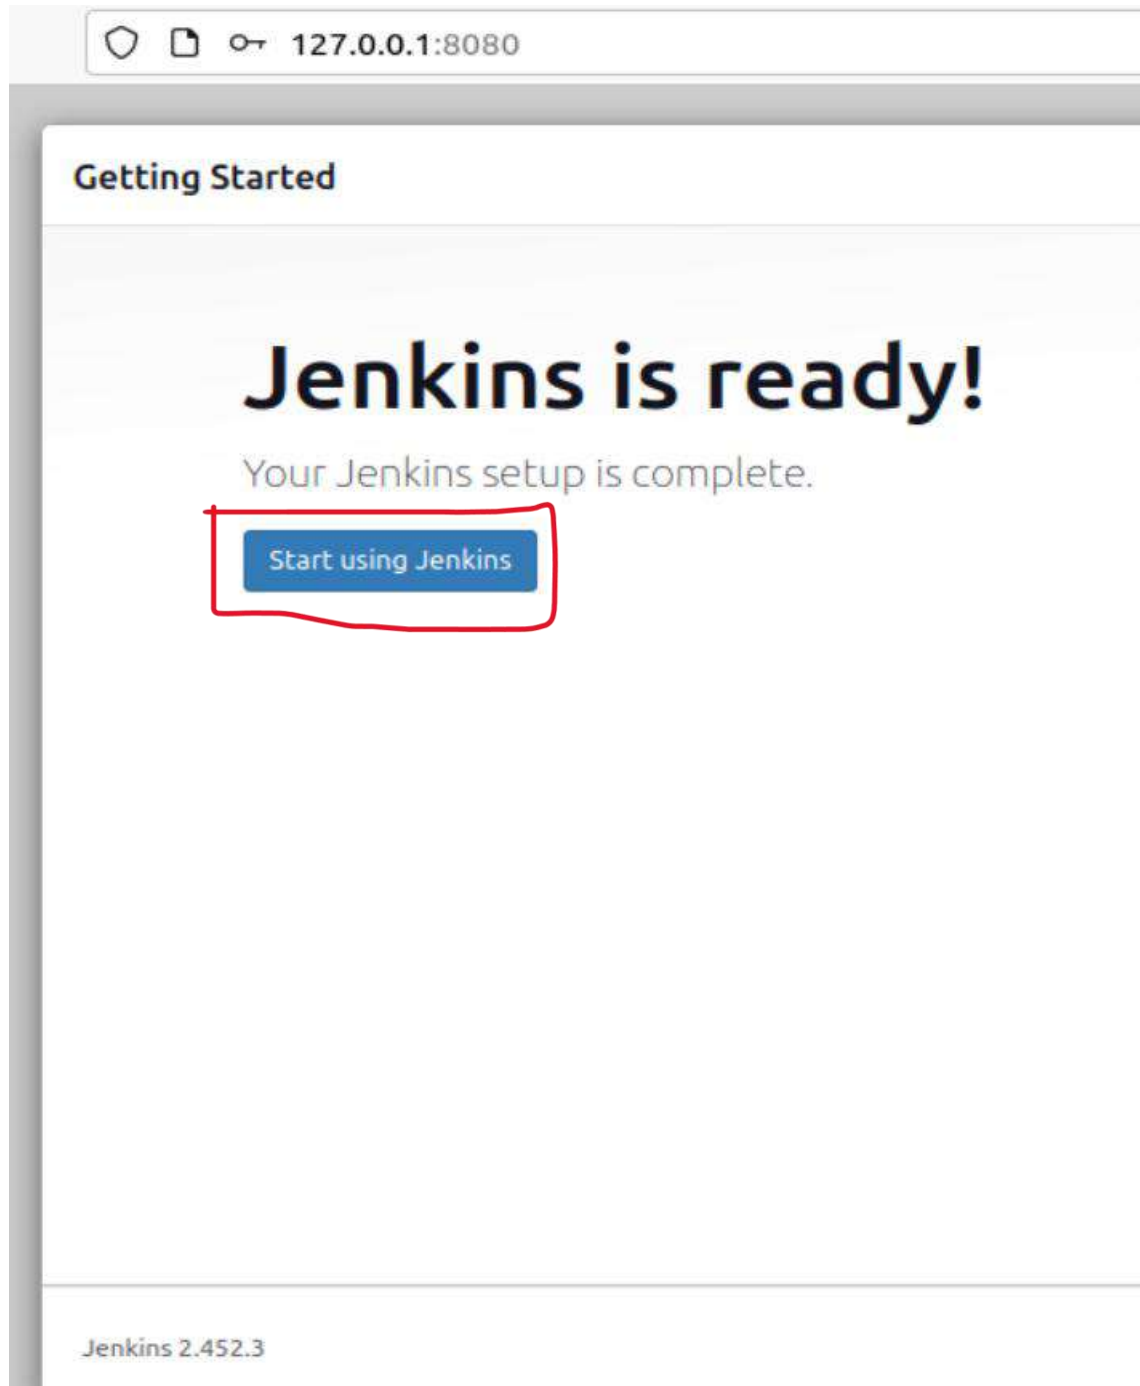 127.0.0.1:8080
Getting Started
Jenkins is ready!
Your Jenkins setup is complete.
Start using Jenkins
Jenkins 2.452.3